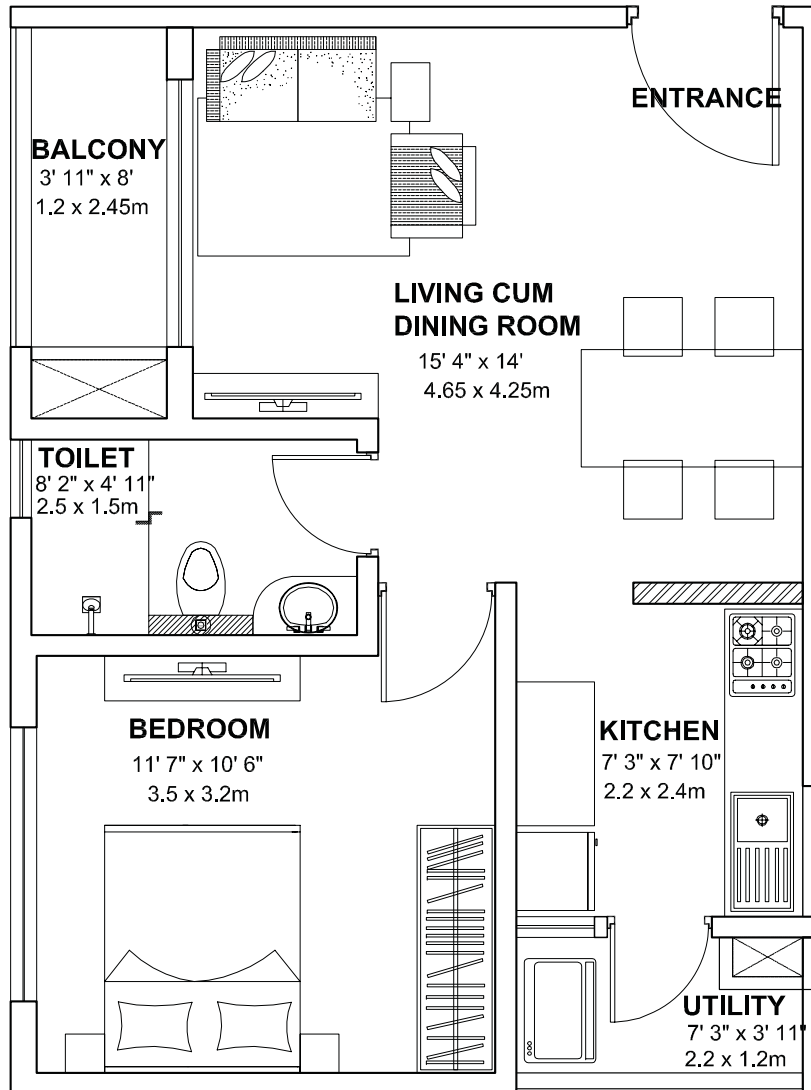 ENTRANCE
BALCONY
3' 11" x 8'
1.2 x 2.45m
LIVING CUM
DINING ROOM
15' 4" x 14'
4.65 x 4.25m
TOILET
8' 2" x 4' 11"
2.5 x 1.5m
BEDROOM
11' 7" x 10' 6"
3.5 x 3.2m
KITCHEN
7' 3" x 7' 10"
2.2 x 2.4m
UTILITY
7' 3" x 3' 11"
2.2 x 1.2m